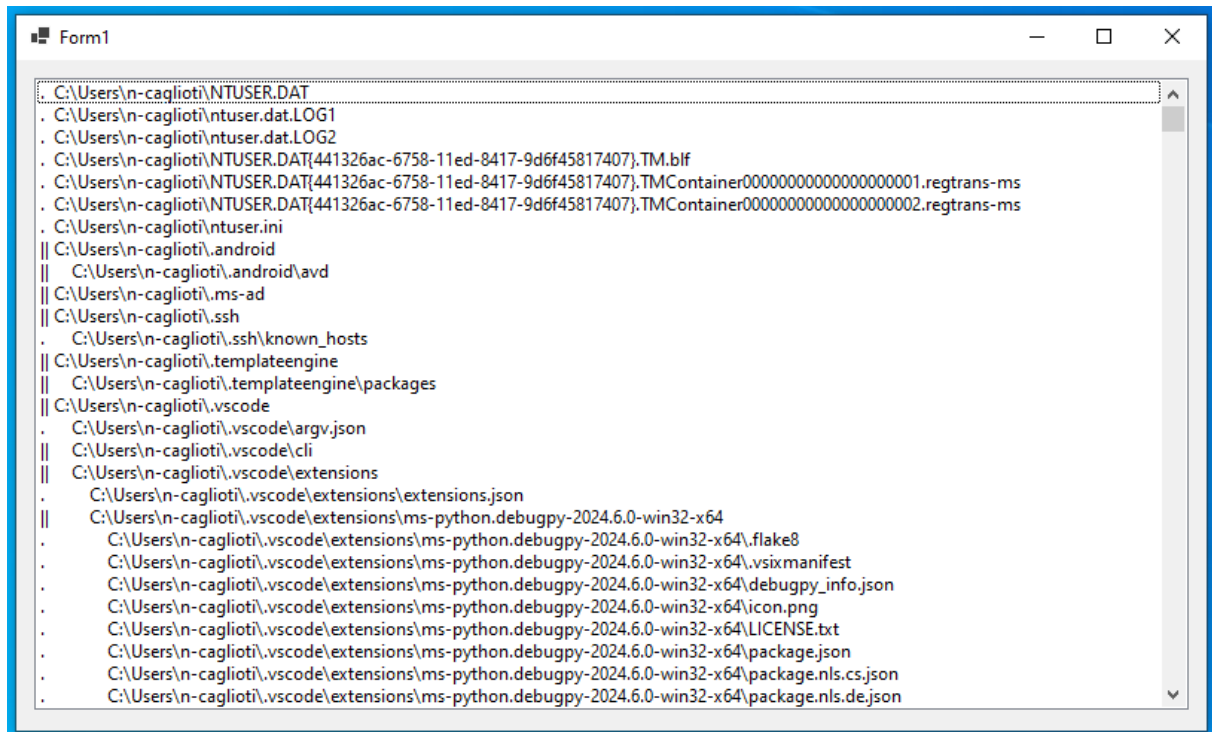 Form1
. C:\Users\n-caglioti\NTUSER.DAT
. C:\Users\n-caglioti\ntuser.dat.LOG1
. C:\Users\n-caglioti\ntuser.dat.LOG2
. C:\Users\n-caglioti\NTUSER.DAT{441326ac-6758-11ed-8417-9d6f45817407}.TM.blf
. C:\Users\n-caglioti\NTUSER.DAT{441326ac-6758-11ed-8417-9d6f45817407}.TMContainer00000000000000000001.regtrans-ms
. C:\Users\n-caglioti\NTUSER.DAT{441326ac-6758-11ed-8417-9d6f45817407}.TMContainer00000000000000000002.regtrans-ms
. C:\Users\n-caglioti\ntuser.ini
|| C:\Users\n-caglioti\.android
||    C:\Users\n-caglioti\.android\avd
|| C:\Users\n-caglioti\.ms-ad
|| C:\Users\n-caglioti\.ssh
.    C:\Users\n-caglioti\.ssh\known_hosts
|| C:\Users\n-caglioti\.templateengine
||    C:\Users\n-caglioti\.templateengine\packages
|| C:\Users\n-caglioti\.vscode
.    C:\Users\n-caglioti\.vscode\argv.json
||    C:\Users\n-caglioti\.vscode\cli
||    C:\Users\n-caglioti\.vscode\extensions
.       C:\Users\n-caglioti\.vscode\extensions\extensions.json
||       C:\Users\n-caglioti\.vscode\extensions\ms-python.debugpy-2024.6.0-win32-x64
.          C:\Users\n-caglioti\.vscode\extensions\ms-python.debugpy-2024.6.0-win32-x64\.flake8
.          C:\Users\n-caglioti\.vscode\extensions\ms-python.debugpy-2024.6.0-win32-x64\.vsixmanifest
.          C:\Users\n-caglioti\.vscode\extensions\ms-python.debugpy-2024.6.0-win32-x64\debugpy_info.json
.          C:\Users\n-caglioti\.vscode\extensions\ms-python.debugpy-2024.6.0-win32-x64\icon.png
.          C:\Users\n-caglioti\.vscode\extensions\ms-python.debugpy-2024.6.0-win32-x64\LICENSE.txt
.          C:\Users\n-caglioti\.vscode\extensions\ms-python.debugpy-2024.6.0-win32-x64\package.json
.          C:\Users\n-caglioti\.vscode\extensions\ms-python.debugpy-2024.6.0-win32-x64\package.nls.cs.json
.          C:\Users\n-caglioti\.vscode\extensions\ms-python.debugpy-2024.6.0-win32-x64\package.nls.de.json